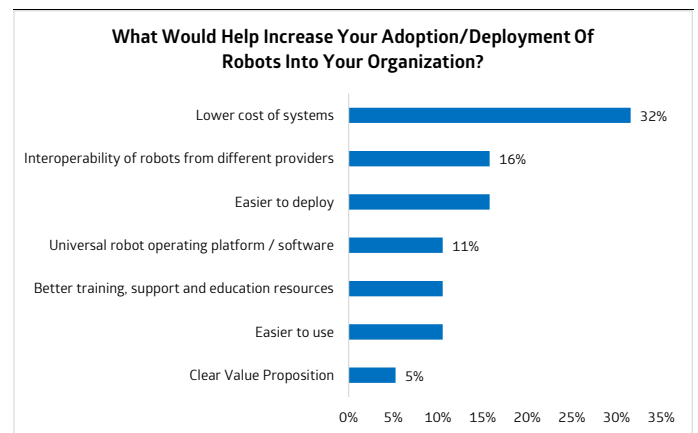 What Would Help Increase Your Adoption/Deployment Of
Robots Into Your Organization?
Lower cost of systems 32%
Interoperability of robots from different providers 16%
Easier to deploy
Universal robot operating platform / software 11%
Better training, support and education resources
Easier to use
Clear Value Proposition 5%
0% 5% 10% 15% 20% 25% 30% 35%